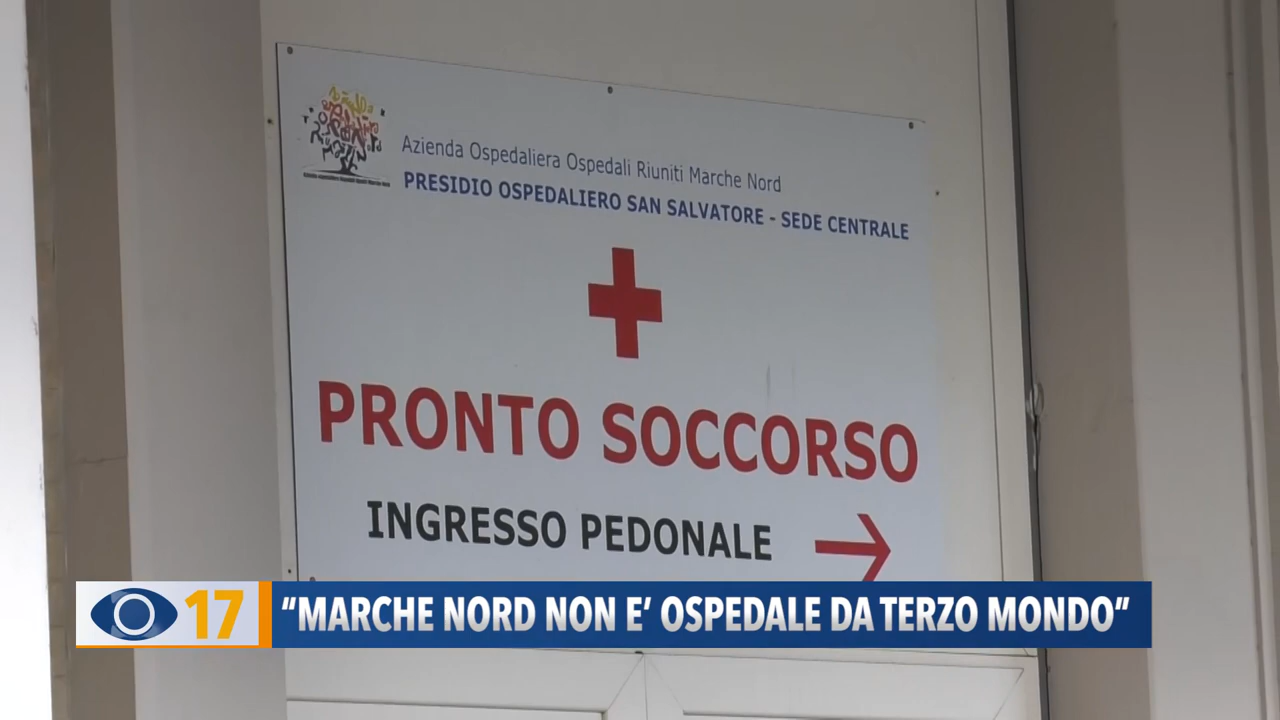 Azienda Ospedaliera Ospedali Riuniti Marche Nord
PRESIDIO OSPEDALIERO SAN SALVATORE - SEDE CENTRALE
PRONTO SOCCORSO
INGRESSO PEDONALE
17
“MARCHE NORD NON E’ OSPEDALE DA TERZO MONDO“